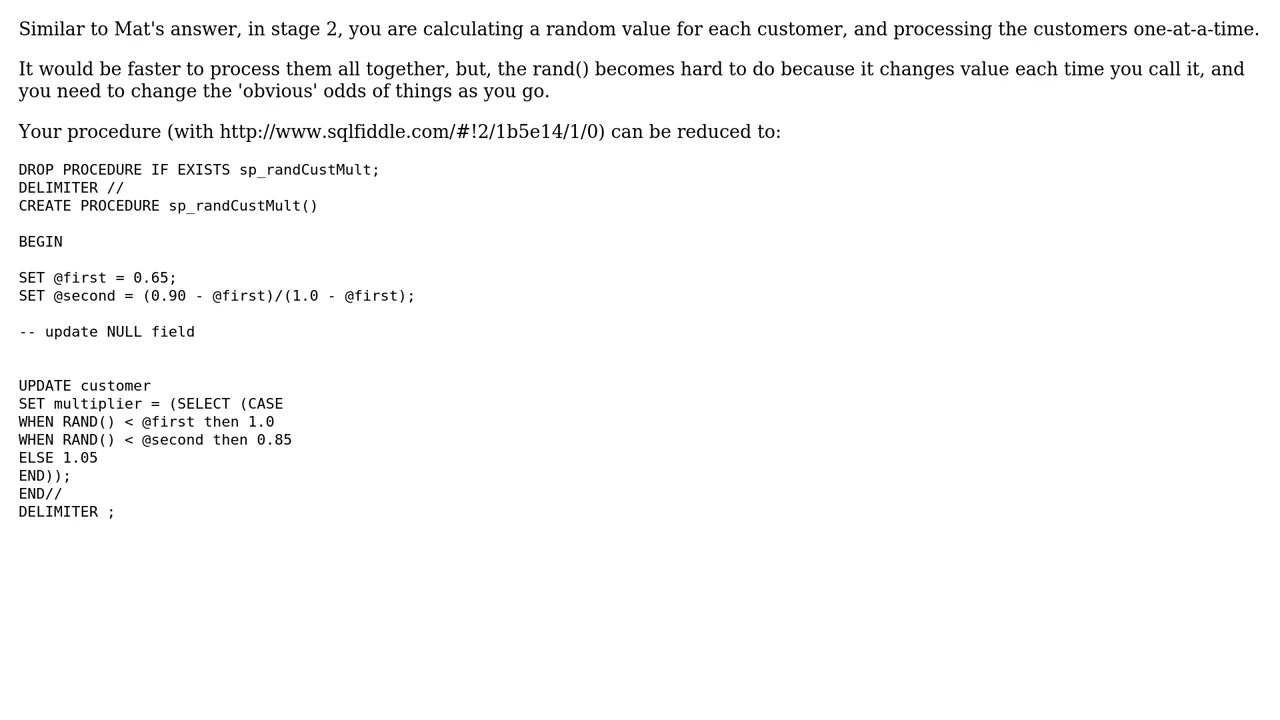 Similar to Mat's answer, in stage 2, you are calculating a random value for each customer, and processing the customers one-at-a-time.
It would be faster to process them all together, but, the rand() becomes hard to do because it changes value each time you call it, and
you need to change the 'obvious' odds of things as you go.
Your procedure (with http://www.sqlfiddle.com/#!2/1b5e14/1/0) can be reduced to:
DROP PROCEDURE IF EXISTS sp_randCustMult;
DELIMITER //
CREATE PROCEDURE sp_randCustMult()
BEGIN
SET @first = 0.65;
SET @second = (0.90 - @first)/(1.0 - @first);
-- update NULL field
UPDATE customer
SET multiplier = (SELECT (CASE
WHEN RAND() < @first then 1.0
WHEN RAND() < @second then 0.85
ELSE 1.05
END));
END//
DELIMITER ;